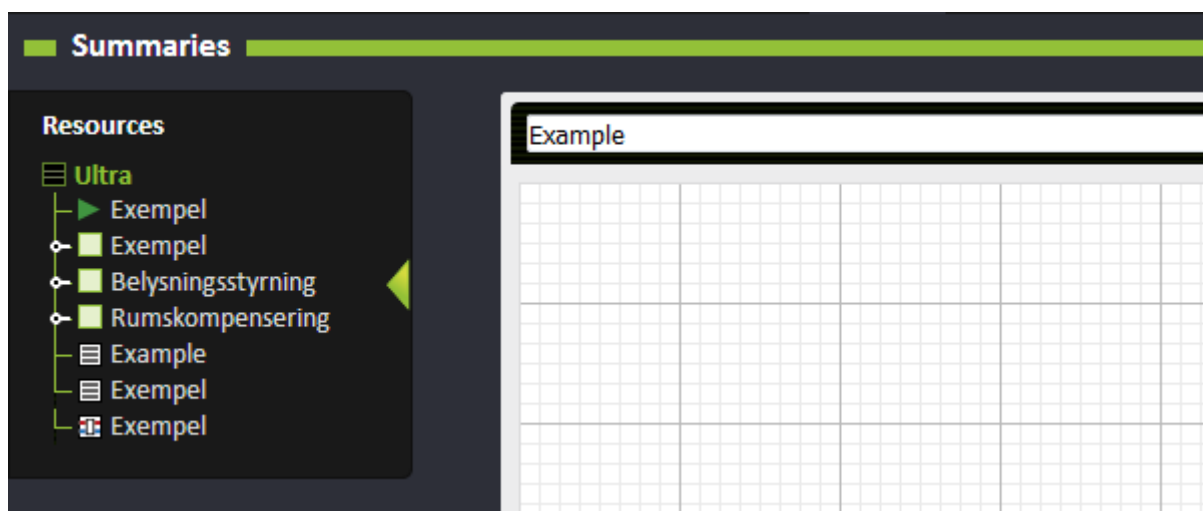 Summaries
Resources
Ultra
Exempel
Exempel
Belysningsstyrning
Rumskompensering
Example
Exempel
Exempel
Example